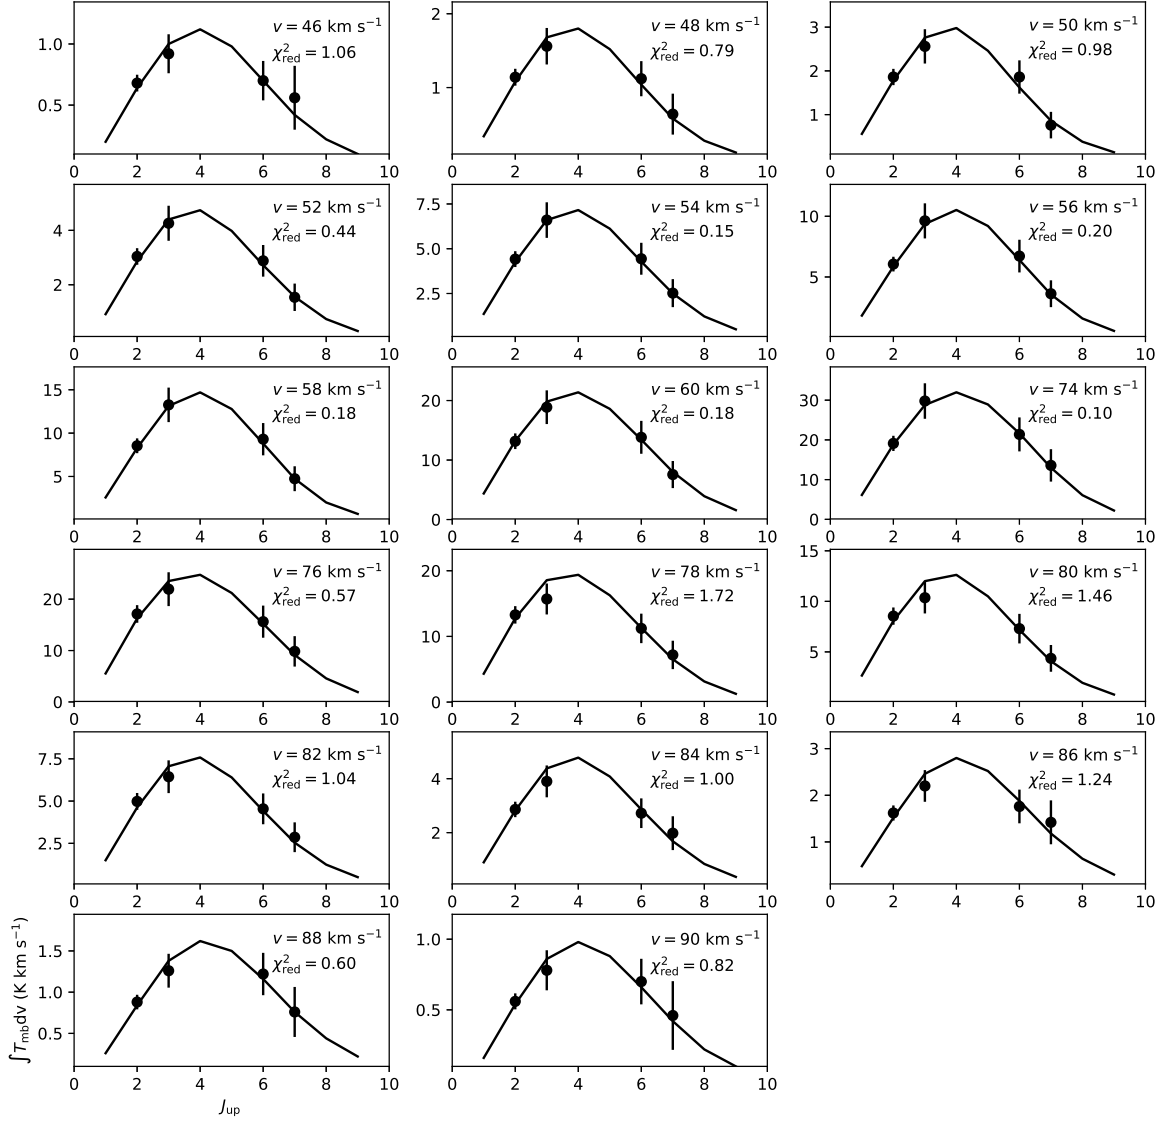 v = 46 km s⁻¹
χ²red = 1.06
1.0
0.5
0 2 4 6 8 10
v = 48 km s⁻¹
χ²red = 0.79
2
1
0 2 4 6 8 10
v = 50 km s⁻¹
χ²red = 0.98
3
2
1
0 2 4 6 8 10
v = 52 km s⁻¹
χ²red = 0.44
4
2
0 2 4 6 8 10
v = 54 km s⁻¹
χ²red = 0.15
7.5
5.0
2.5
0 2 4 6 8 10
v = 56 km s⁻¹
χ²red = 0.20
10
5
0 2 4 6 8 10
v = 58 km s⁻¹
χ²red = 0.18
15
10
5
0 2 4 6 8 10
v = 60 km s⁻¹
χ²red = 0.18
20
10
0
0 2 4 6 8 10
v = 74 km s⁻¹
χ²red = 0.10
30
20
10
0
0 2 4 6 8 10
v = 76 km s⁻¹
χ²red = 0.57
20
10
0
0 2 4 6 8 10
v = 78 km s⁻¹
χ²red = 1.72
20
10
0
0 2 4 6 8 10
v = 80 km s⁻¹
χ²red = 1.46
15
10
5
0 2 4 6 8 10
v = 82 km s⁻¹
χ²red = 1.04
7.5
5.0
2.5
0 2 4 6 8 10
v = 84 km s⁻¹
χ²red = 1.00
4
2
0 2 4 6 8 10
v = 86 km s⁻¹
χ²red = 1.24
3
2
1
0 2 4 6 8 10
v = 88 km s⁻¹
χ²red = 0.60
1.5
1.0
0.5
0 2 4 6 8 10
∫Tmbdv (K km s⁻¹)
Jup
v = 90 km s⁻¹
χ²red = 0.82
1.0
0.5
0 2 4 6 8 10